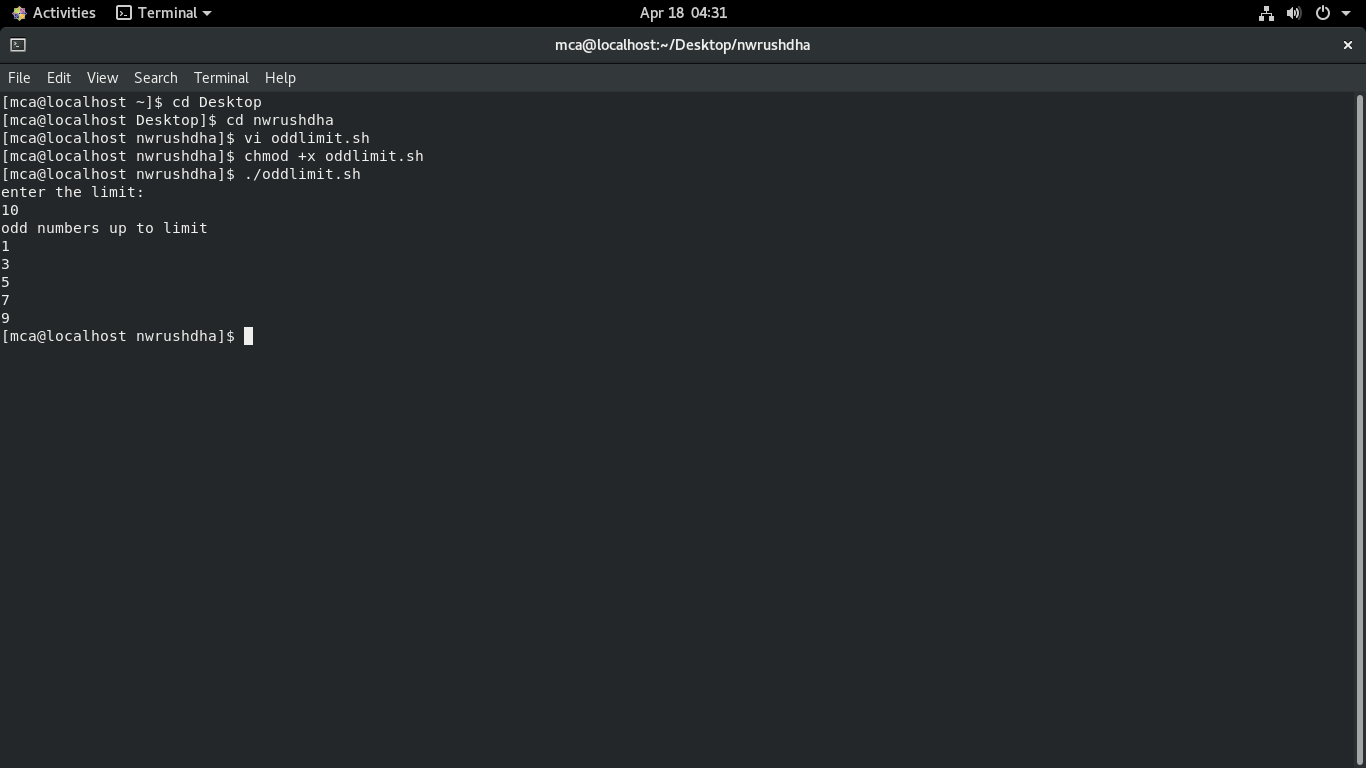 Activities Terminal Apr 18 04:31
mca@localhost:~/Desktop/nwrushdha
File Edit View Search Terminal Help
[mca@localhost ~]$ cd Desktop
[mca@localhost Desktop]$ cd nwrushdha
[mca@localhost nwrushdha]$ vi oddlimit.sh
[mca@localhost nwrushdha]$ chmod +x oddlimit.sh
[mca@localhost nwrushdha]$ ./oddlimit.sh
enter the limit:
10
odd numbers up to limit
1
3
5
7
9
[mca@localhost nwrushdha]$